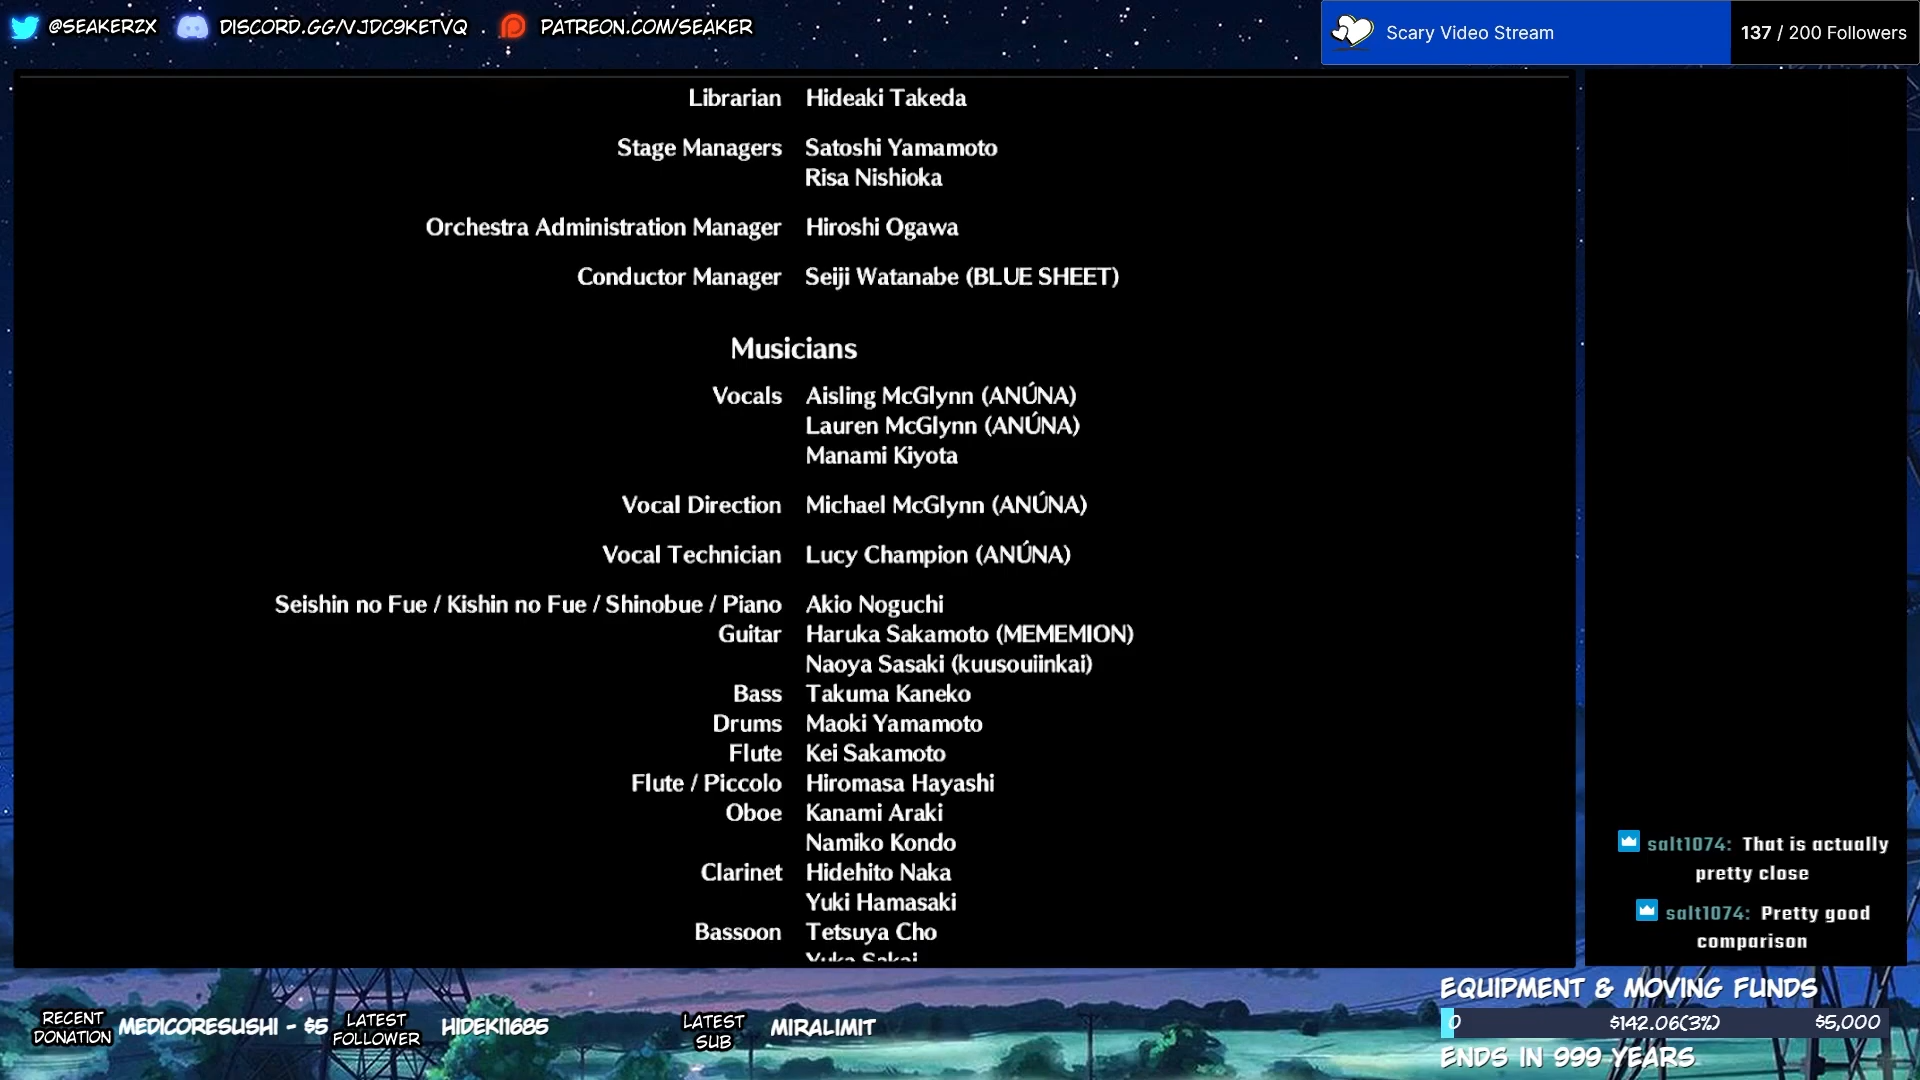 @SEAKERZX DISCORD.GG/VJDC9KETVQ PATREON.COM/SEAKER
Scary Video Stream 137 / 200 Followers
Librarian Hideaki Takeda
Stage Managers Satoshi Yamamoto
Risa Nishioka
Orchestra Administration Manager Hiroshi Ogawa
Conductor Manager Seiji Watanabe (BLUE SHEET)
Musicians
Vocals Aisling McGlynn (ANÚNA)
Lauren McGlynn (ANÚNA)
Manami Kiyota
Vocal Direction Michael McGlynn (ANÚNA)
Vocal Technician Lucy Champion (ANÚNA)
Seishin no Fue / Kishin no Fue / Shinobue / Piano Akio Noguchi
Guitar Haruka Sakamoto (MEMEMION)
Naoya Sasaki (kuusouiinkai)
Bass Takuma Kaneko
Drums Maoki Yamamoto
Flute Kei Sakamoto
Flute / Piccolo Hiromasa Hayashi
Oboe Kanami Araki
Namiko Kondo
Clarinet Hidehito Naka
Yuki Hamasaki
Bassoon Tetsuya Cho
Yuka Sakai
salt1074: That is actually
pretty close
salt1074: Pretty good
comparison
EQUIPMENT & MOVING FUNDS
0 $142.06(3%) $5,000
ENDS IN 999 YEARS
RECENT DONATION MEDICORESUSHI - $5 LATEST FOLLOWER HIDEKI1685 LATEST SUB MIRALIMIT